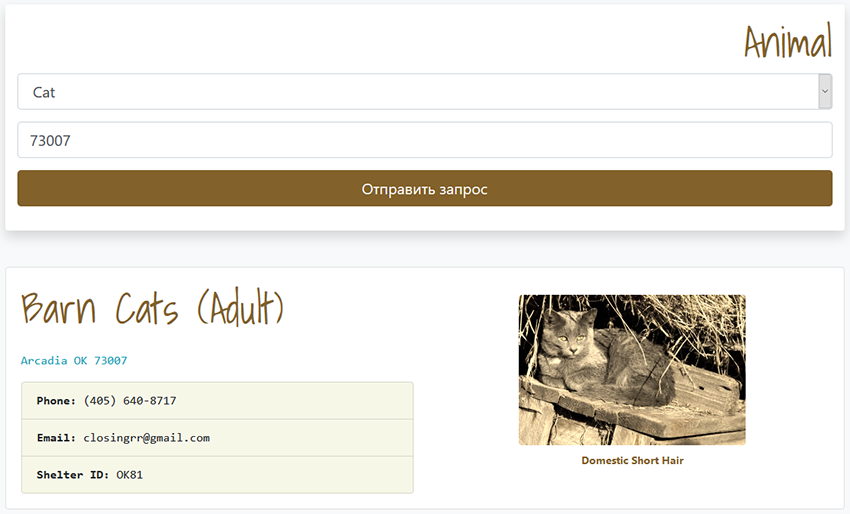 Animal
Cat
73007
Отправить запрос
Barn Cats (Adult)
Arcadia OK 73007
Phone: (405) 640-8717
Email: closingrr@gmail.com
Shelter ID: OK81
Domestic Short Hair